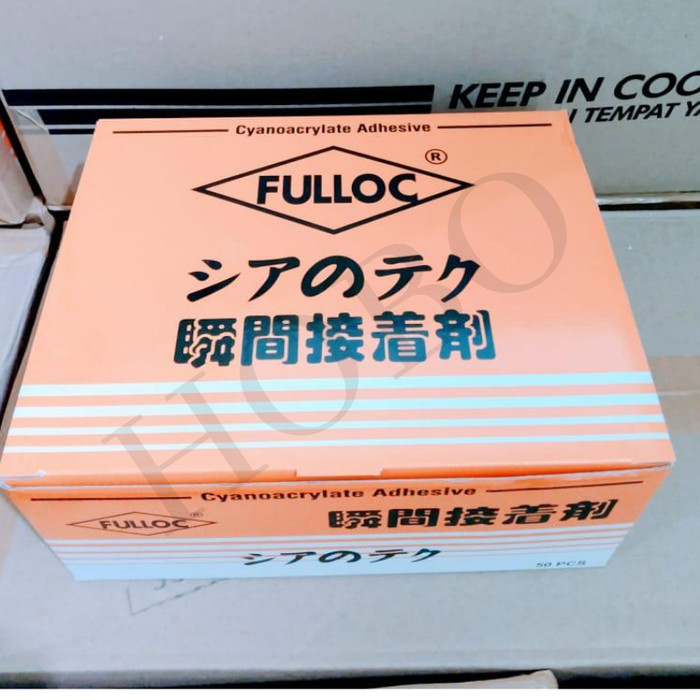 KEEP IN COO
TEMPAT YA
Cyanoacrylate Adhesive
FULLOC ®
シアのテク
瞬間接着剤
HOBO
Cyanoacrylate Adhesive
FULLOC ®
瞬間接着剤
シアのテク
50 PCS